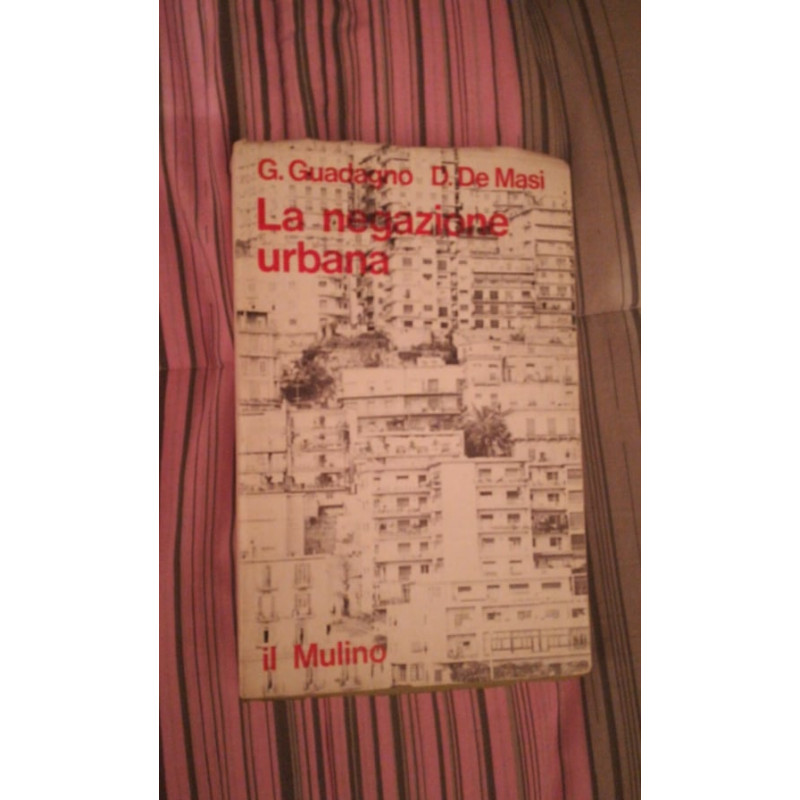 G. Guadagno D. De Masi
La negazione
urbana
il Mulino